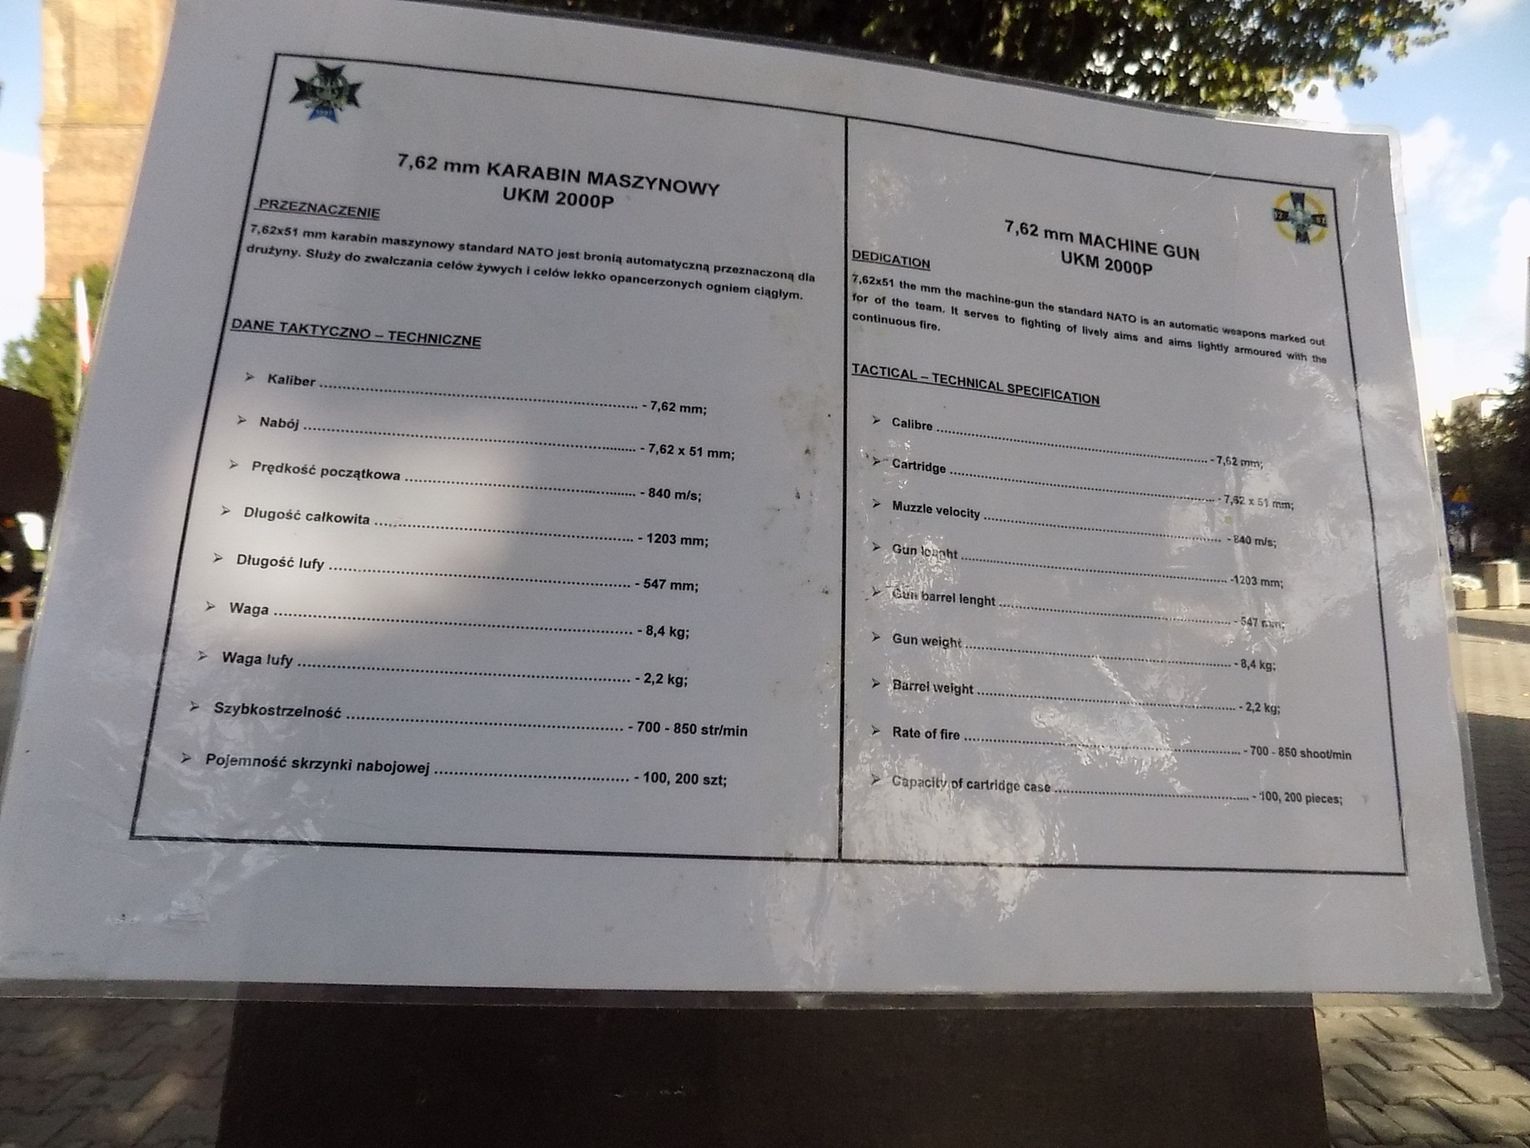 7,62 mm KARABIN MASZYNOWY
UKM 2000P
PRZEZNACZENIE
7,62x51 mm karabin maszynowy standard NATO jest bronią automatyczną przeznaczoną dla
drużyny. Służy do zwalczania celów żywych i celów lekko opancerzonych ogniem ciągłym.
DANE TAKTYCZNO – TECHNICZNE
➢ Kaliber ........................ - 7,62 mm;
➢ Nabój ........................ - 7,62 x 51 mm;
➢ Prędkość początkowa ........................ - 840 m/s;
➢ Długość całkowita ........................ - 1203 mm;
➢ Długość lufy ........................ - 547 mm;
➢ Waga ........................ - 8,4 kg;
➢ Waga lufy ........................ - 2,2 kg;
➢ Szybkostrzelność ........................ - 700 - 850 str/min
➢ Pojemność skrzynki nabojowej ........................ - 100, 200 szt;
7,62 mm MACHINE GUN
UKM 2000P
DEDICATION
7,62x51 the mm the machine-gun the standard NATO is an automatic weapons marked out
for of the team. It serves to fighting of lively aims and aims lightly armoured with the
continuous fire.
TACTICAL – TECHNICAL SPECIFICATION
➢ Calibre ........................ - 7,62 mm;
➢ Cartridge ........................ - 7,62 x 51 mm;
➢ Muzzle velocity ........................ - 840 m/s;
➢ Gun lenght ........................ -1203 mm;
➢ Gun barrel lenght ........................ - 547 mm;
➢ Gun weight ........................ - 8,4 kg;
➢ Barrel weight ........................ - 2,2 kg;
➢ Rate of fire ........................ - 700 - 850 shoot/min
➢ Capacity of cartridge case ........................ - 100, 200 pieces;